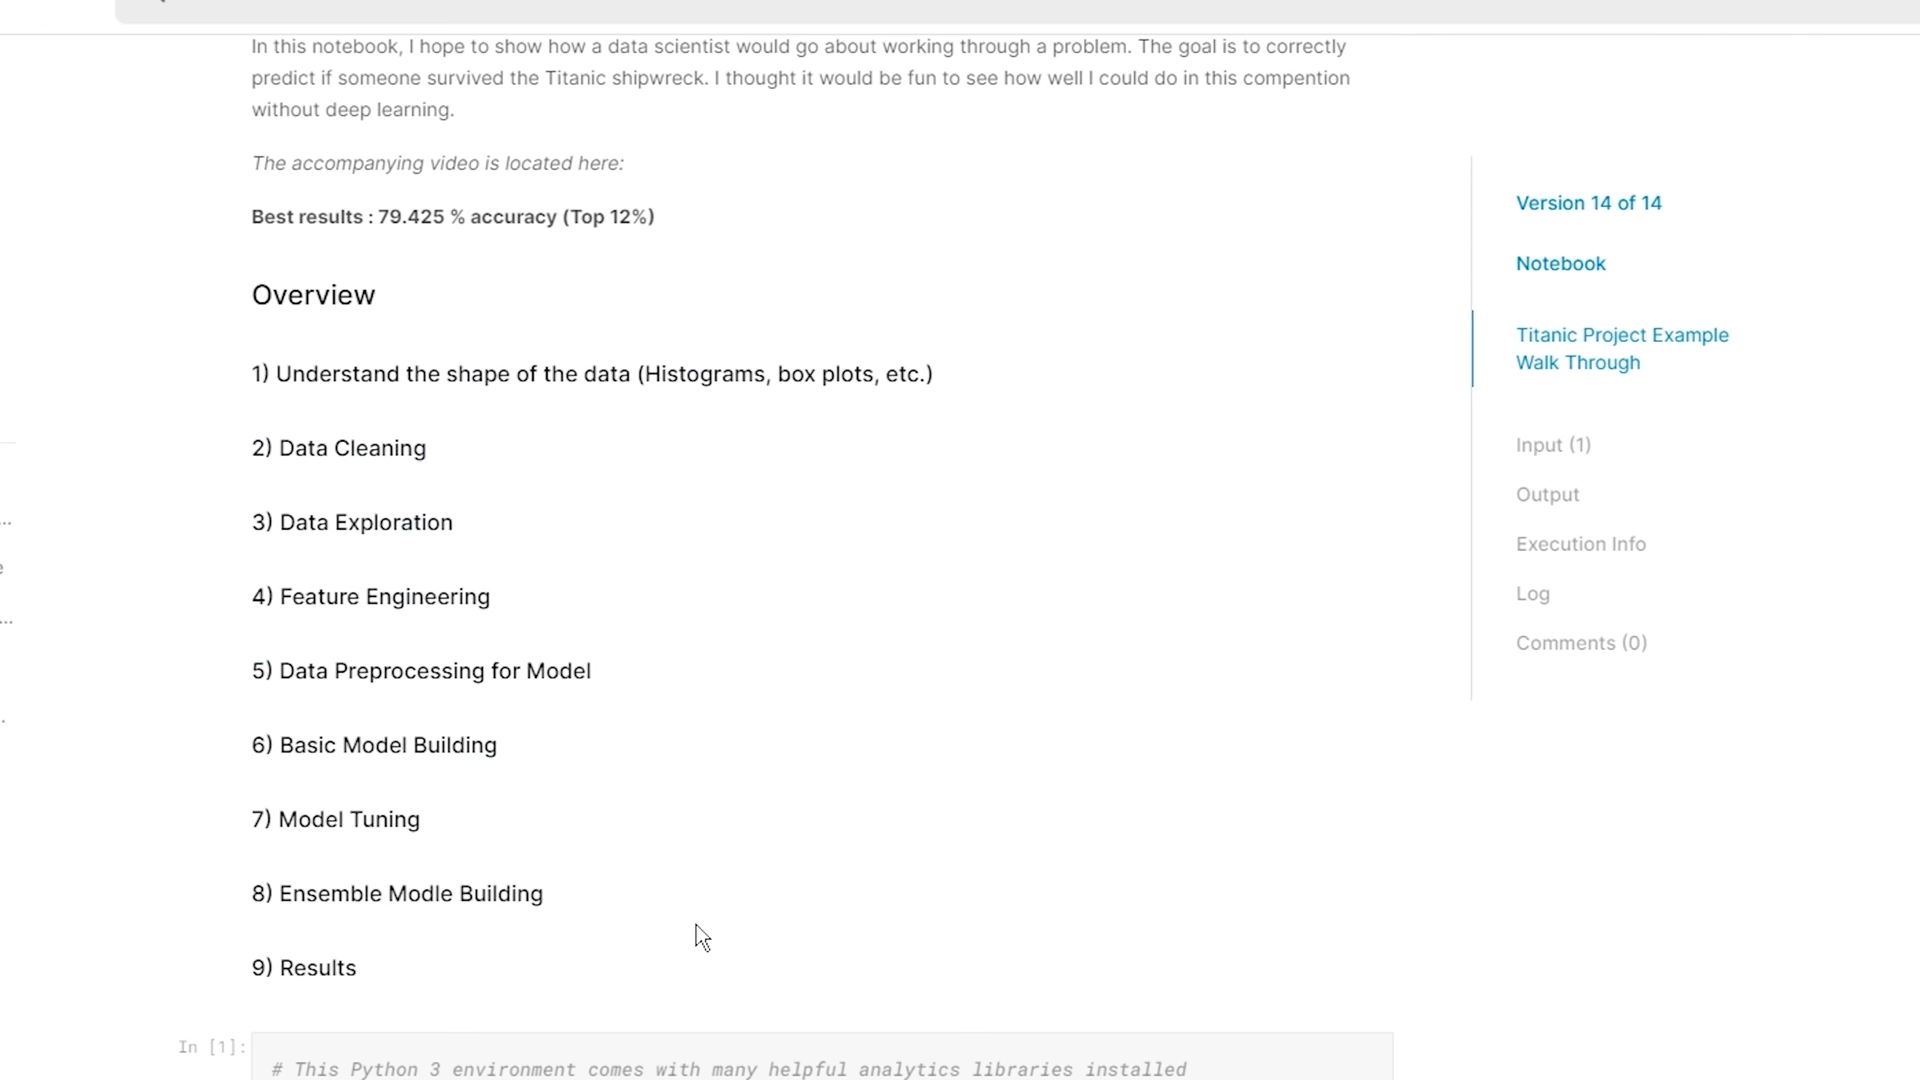 In this notebook, I hope to show how a data scientist would go about working through a problem. The goal is to correctly
predict if someone survived the Titanic shipwreck. I thought it would be fun to see how well I could do in this compention
without deep learning.
The accompanying video is located here:
Best results : 79.425 % accuracy (Top 12%)
Overview
1) Understand the shape of the data (Histograms, box plots, etc.)
2) Data Cleaning
3) Data Exploration
4) Feature Engineering
5) Data Preprocessing for Model
6) Basic Model Building
7) Model Tuning
8) Ensemble Modle Building
9) Results
In [1]:
# This Python 3 environment comes with many helpful analytics libraries installed
Version 14 of 14
Notebook
Titanic Project Example
Walk Through
Input (1)
Output
Execution Info
Log
Comments (0)